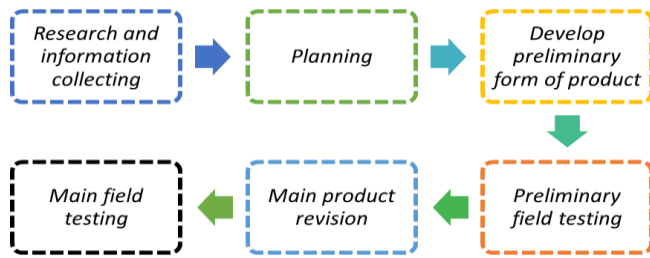 Research and
information
collecting
Planning
Develop
preliminary
form of product
Preliminary
field testing
Main product
revision
Main field
testing